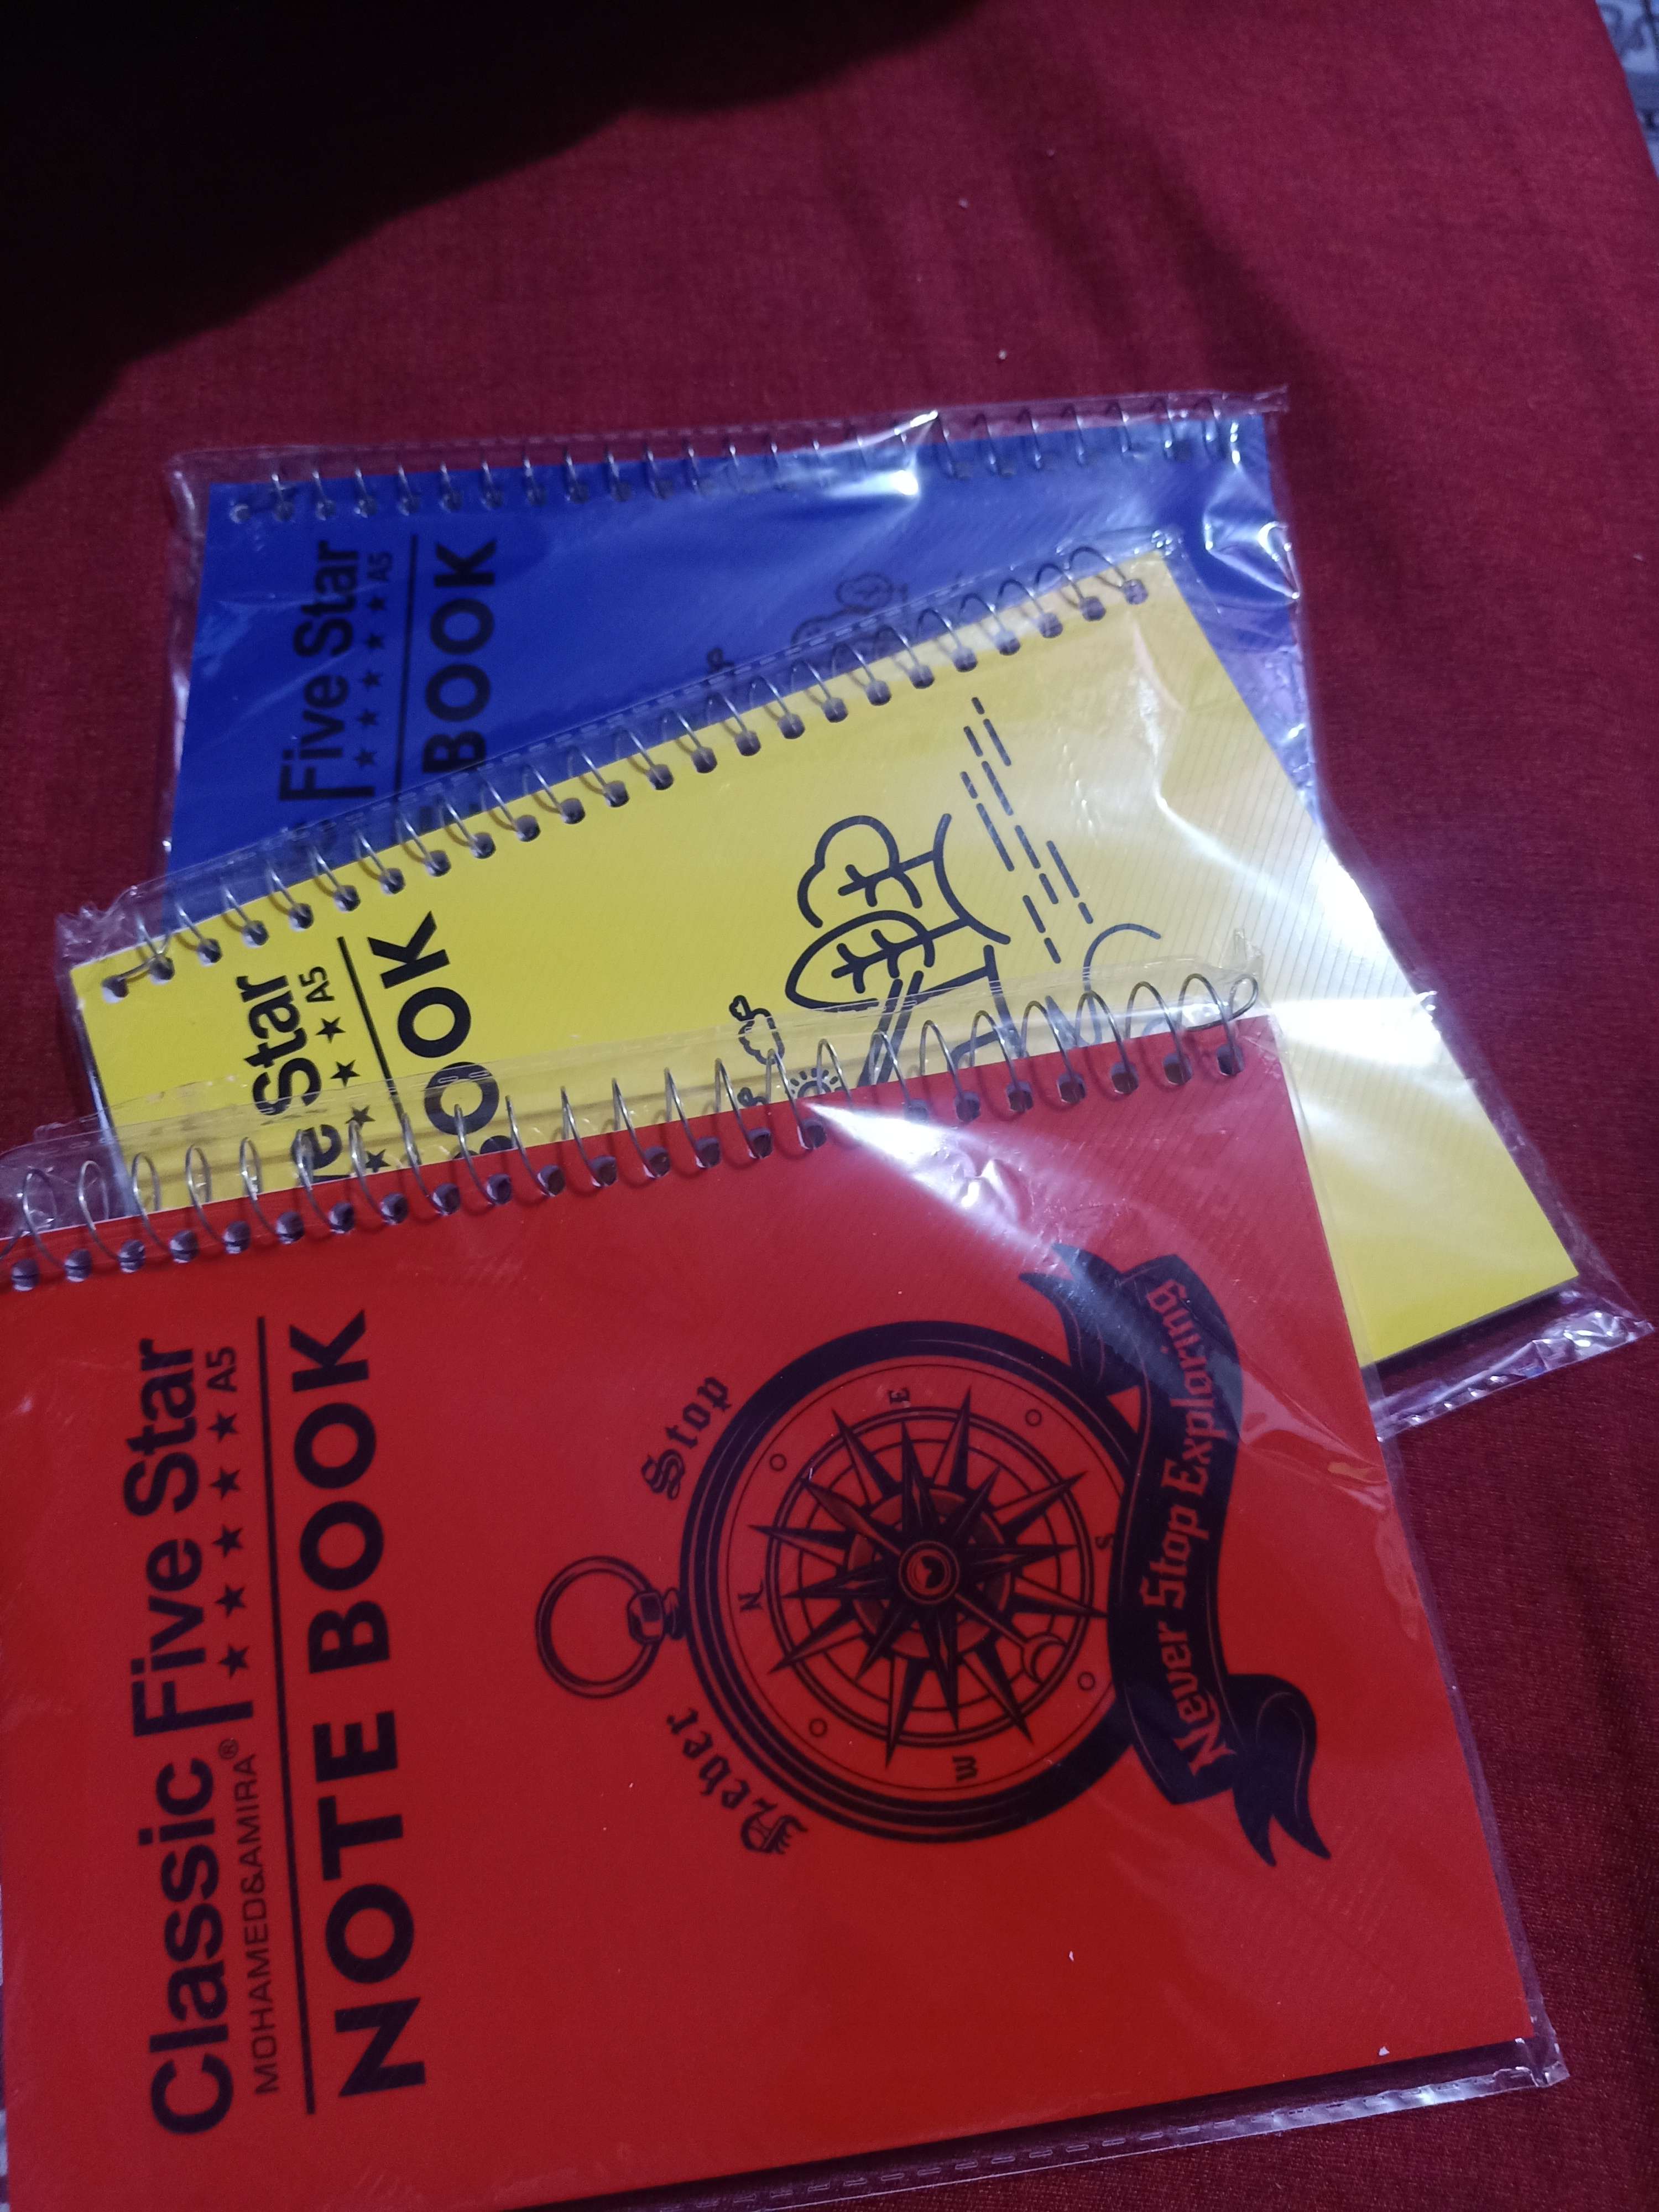 Five Star
★ ★ ★ ★ ★ A5
BOOK
e Star
★ ★ ★ A5
BOOK
Classic Five Star
MOHAMED&AMIRA® ★ ★ ★ ★ ★ A5
NOTE BOOK
Never Stop
N
E
S
W
Never Stop Exploring